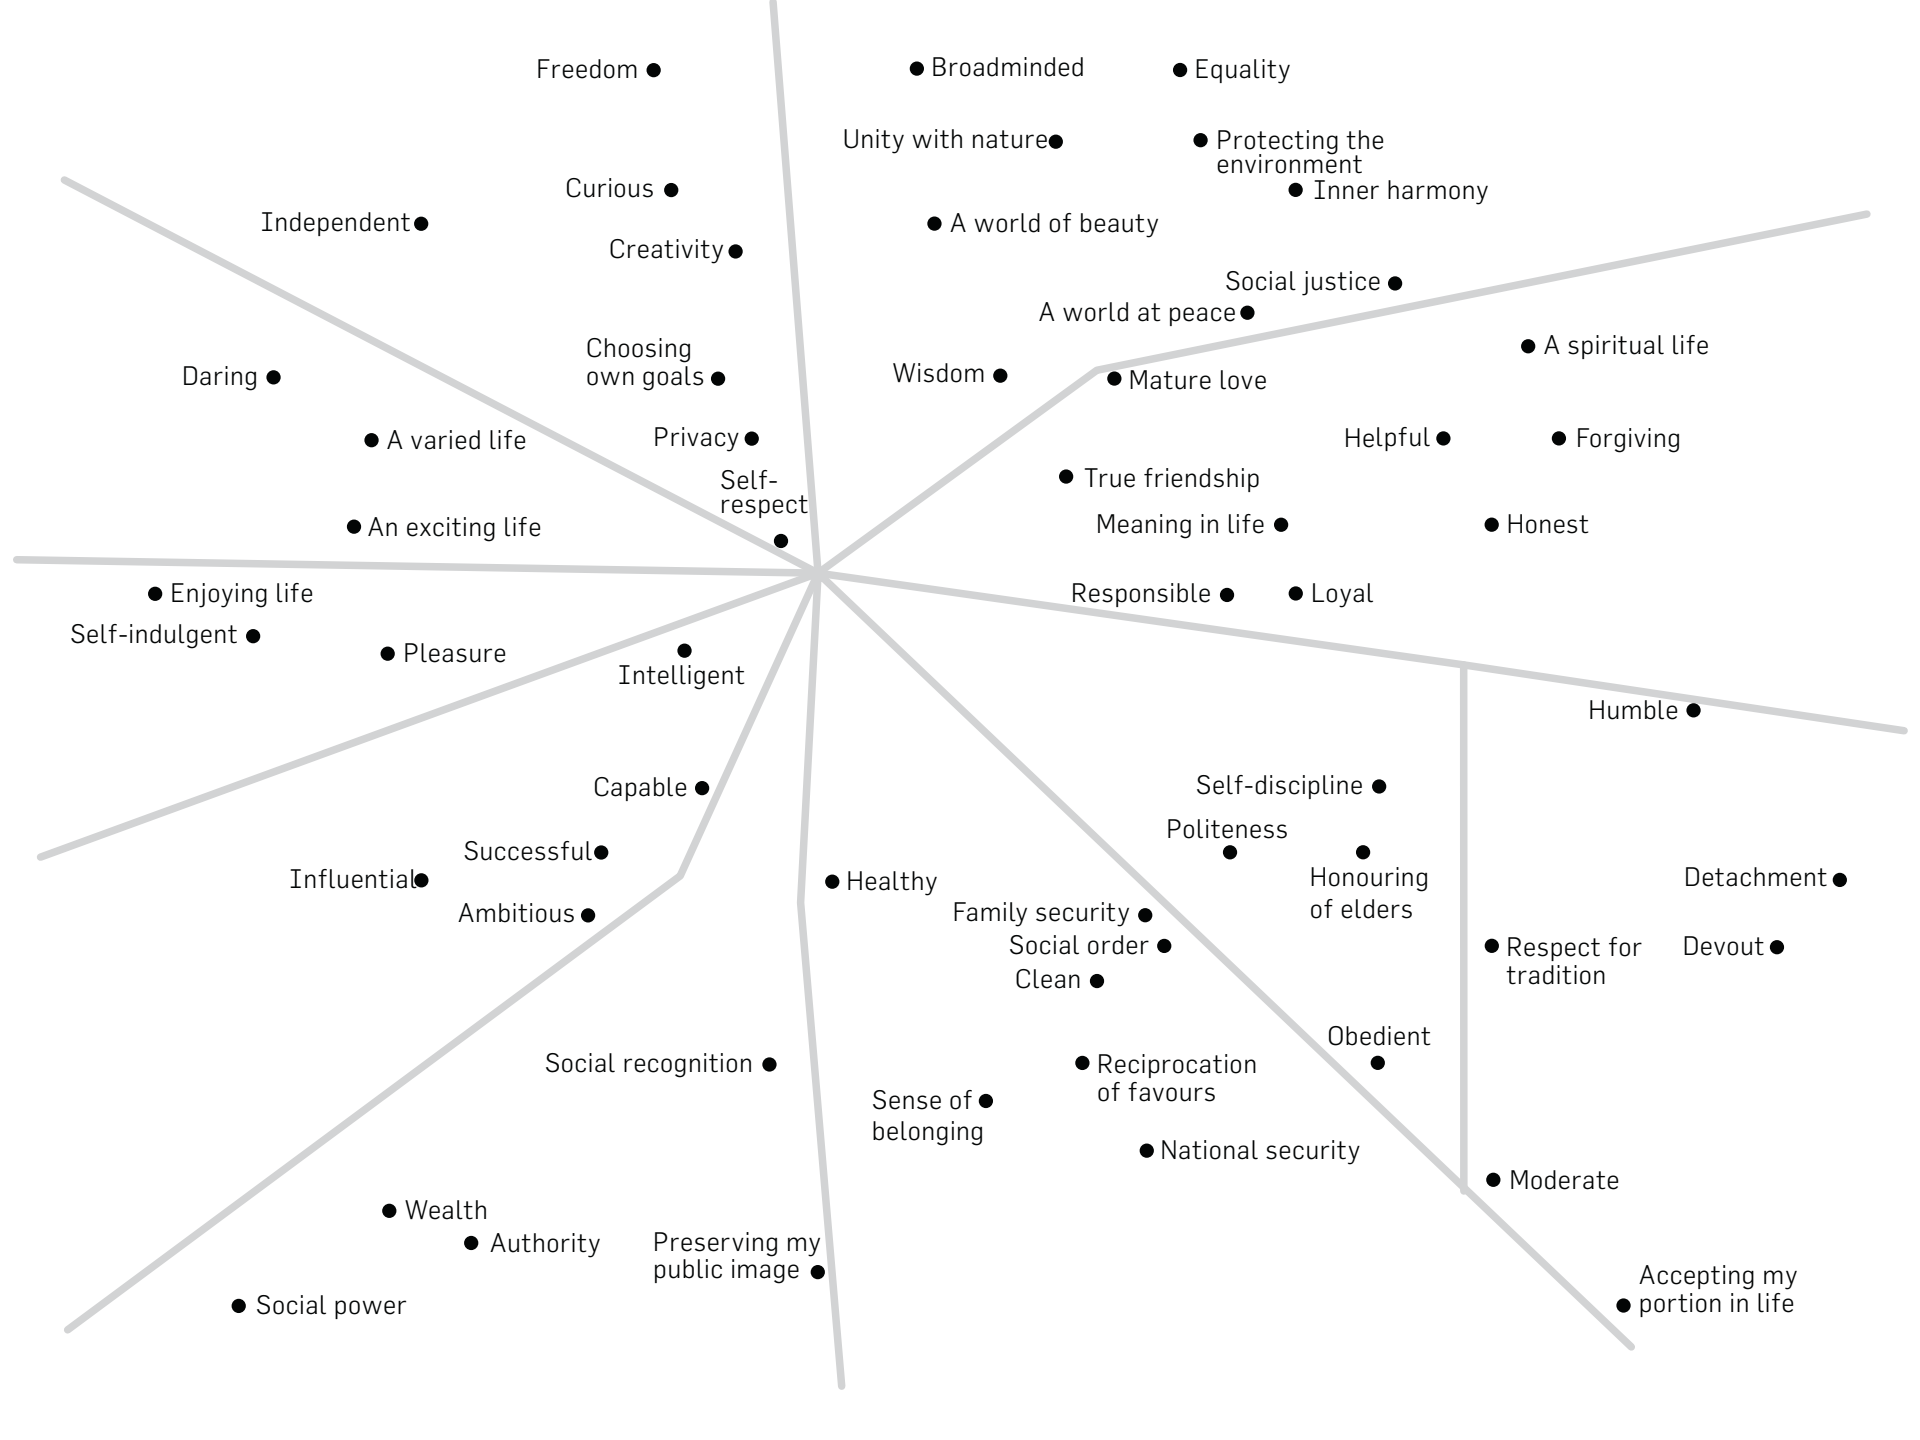 Freedom
Broadminded
Equality
Unity with nature
Protecting the
environment
Curious
Inner harmony
Independent
A world of beauty
Creativity
Social justice
A world at peace
Choosing
own goals
A spiritual life
Daring
Wisdom
Mature love
A varied life
Privacy
Helpful
Forgiving
Self-
respect
True friendship
An exciting life
Meaning in life
Honest
Enjoying life
Responsible
Loyal
Self-indulgent
Pleasure
Intelligent
Humble
Capable
Self-discipline
Politeness
Successful
Influential
Healthy
Honouring
of elders
Detachment
Ambitious
Family security
Social order
Respect for
tradition
Devout
Clean
Obedient
Social recognition
Reciprocation
of favours
Sense of
belonging
National security
Moderate
Wealth
Authority
Preserving my
public image
Accepting my
portion in life
Social power